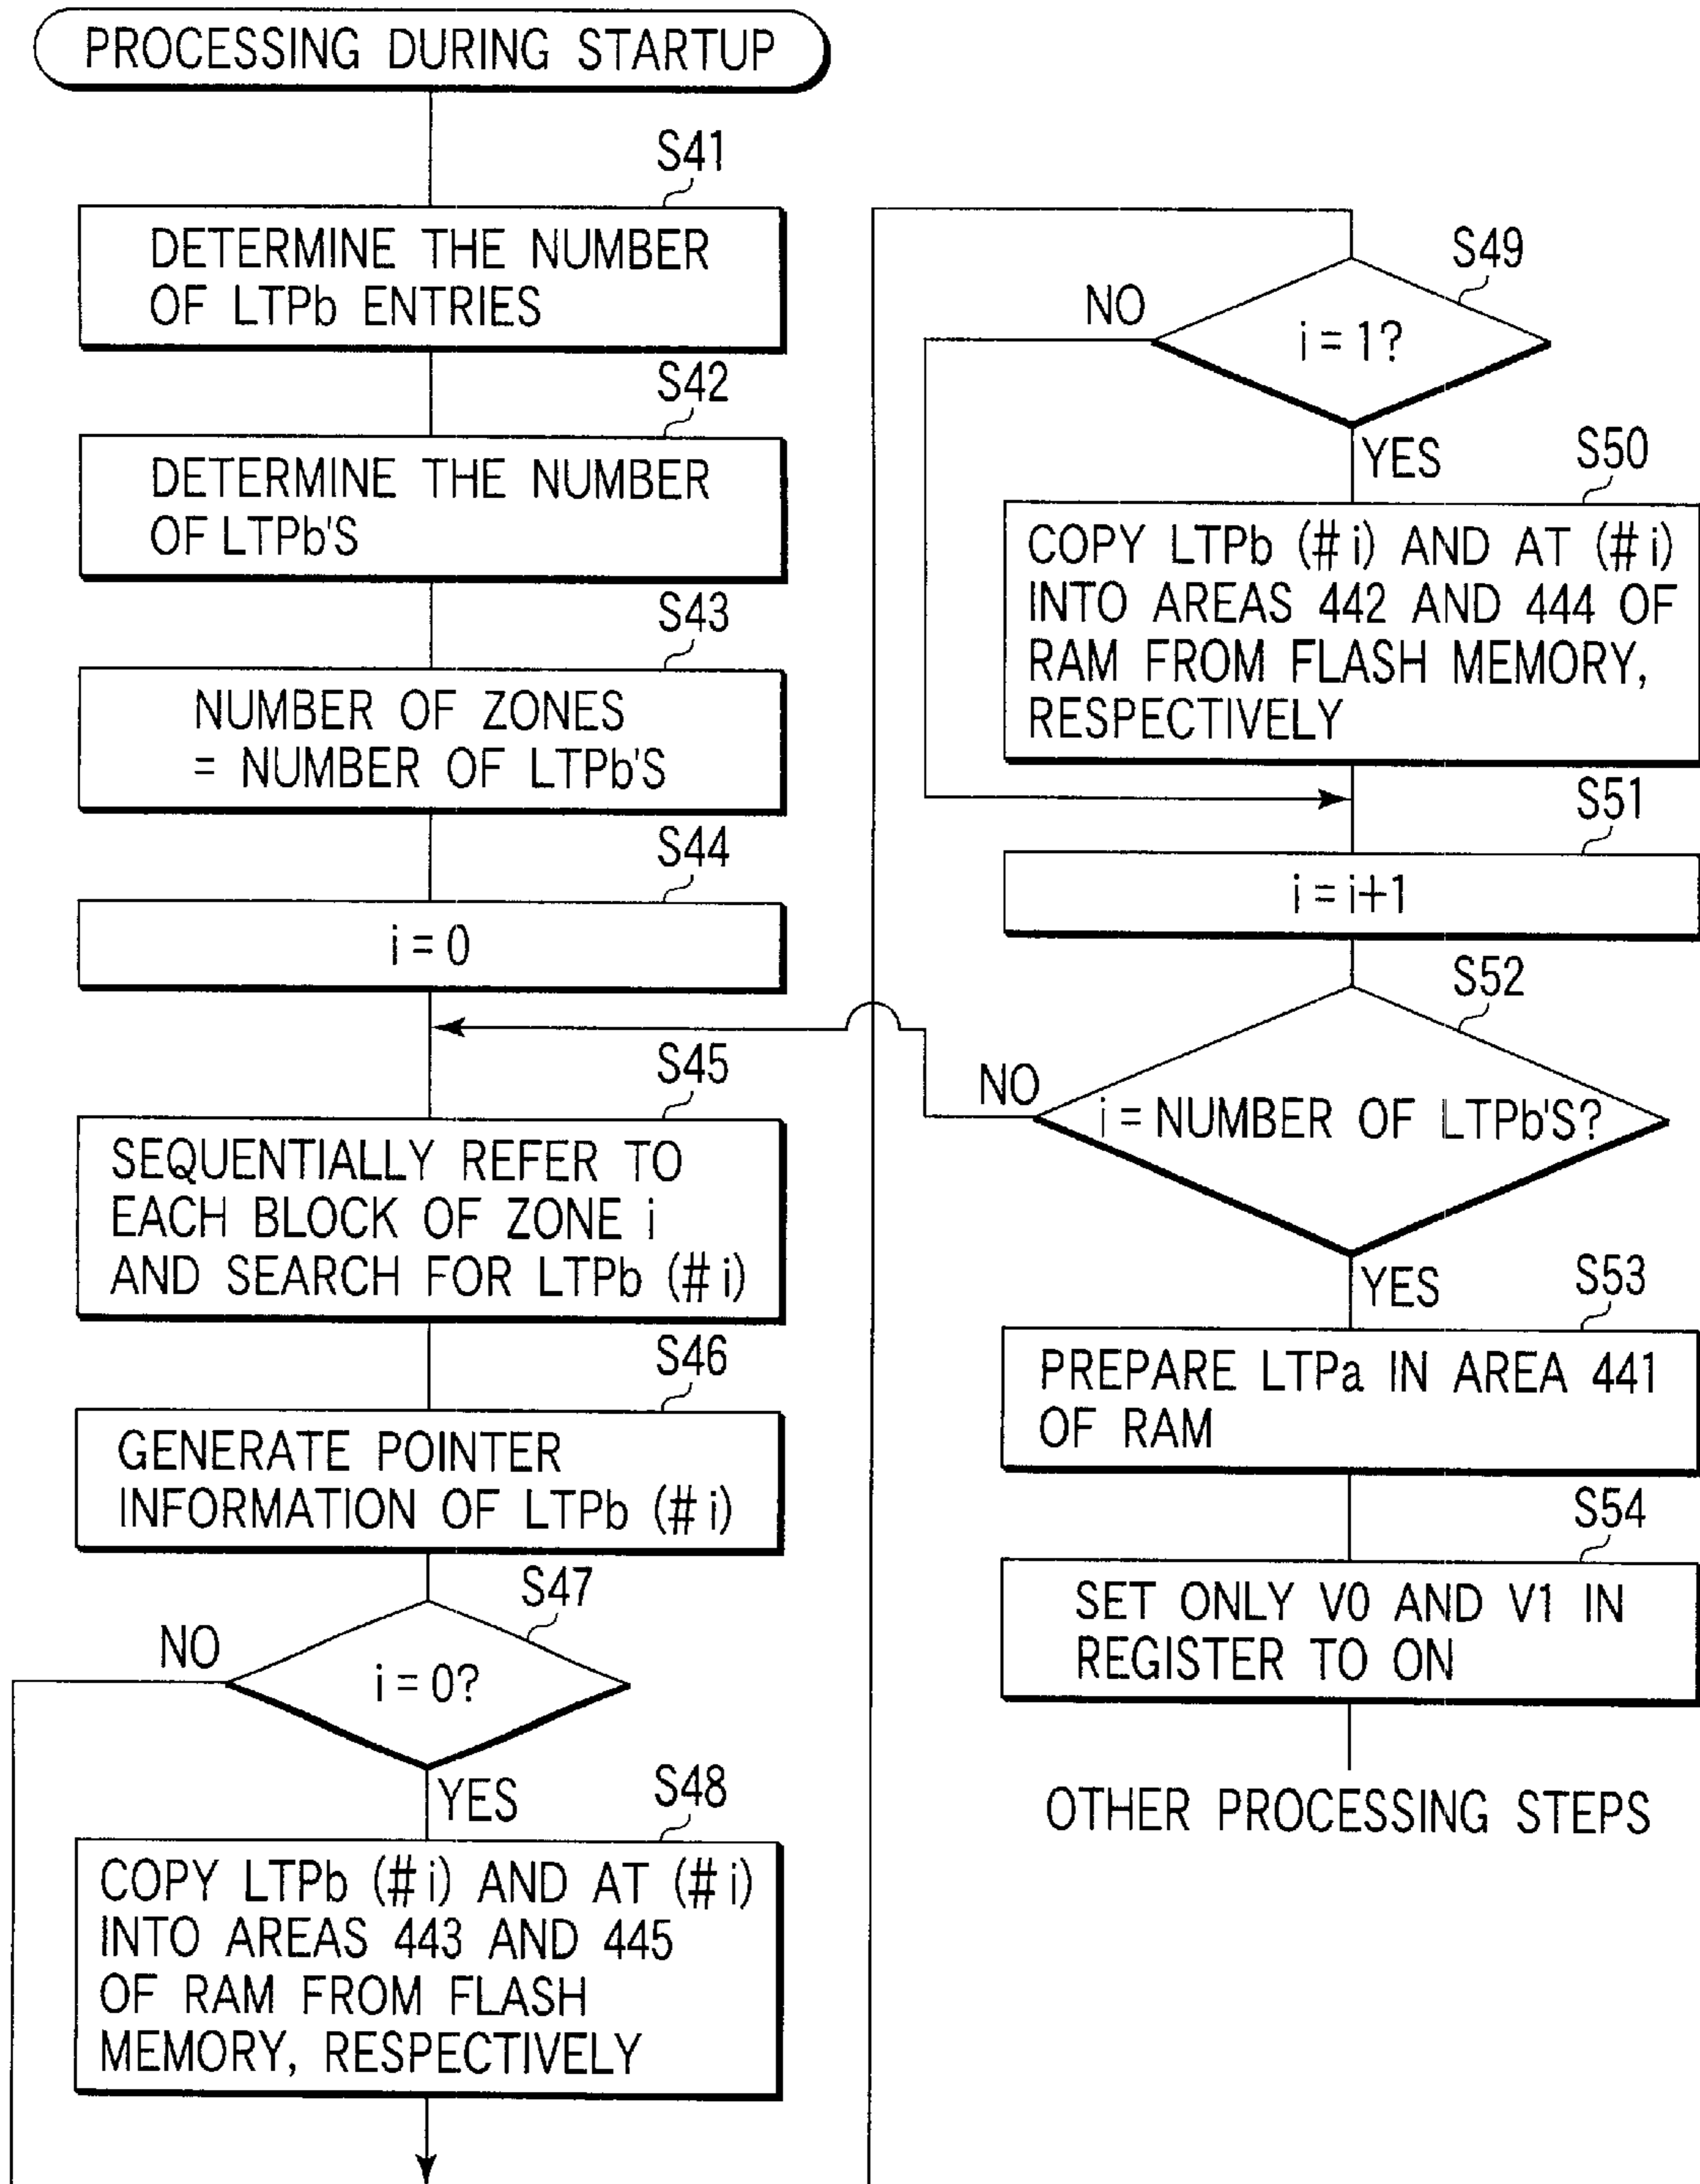 PROCESSING DURING STARTUP
S41
DETERMINE THE NUMBER
OF LTPb ENTRIES
S42
DETERMINE THE NUMBER
OF LTPb'S
S43
NUMBER OF ZONES
= NUMBER OF LTPb'S
S44
i = 0
S45
SEQUENTIALLY REFER TO
EACH BLOCK OF ZONE i
AND SEARCH FOR LTPb (# i)
S46
GENERATE POINTER
INFORMATION OF LTPb (# i)
S47
NO
i = 0?
YES
S48
COPY LTPb (# i) AND AT (# i)
INTO AREAS 443 AND 445
OF RAM FROM FLASH
MEMORY, RESPECTIVELY
S49
NO
i = 1?
YES
S50
COPY LTPb (# i) AND AT (# i)
INTO AREAS 442 AND 444 OF
RAM FROM FLASH MEMORY,
RESPECTIVELY
S51
i = i+1
S52
NO
i = NUMBER OF LTPb'S?
YES
S53
PREPARE LTPa IN AREA 441
OF RAM
S54
SET ONLY V0 AND V1 IN
REGISTER TO ON
OTHER PROCESSING STEPS